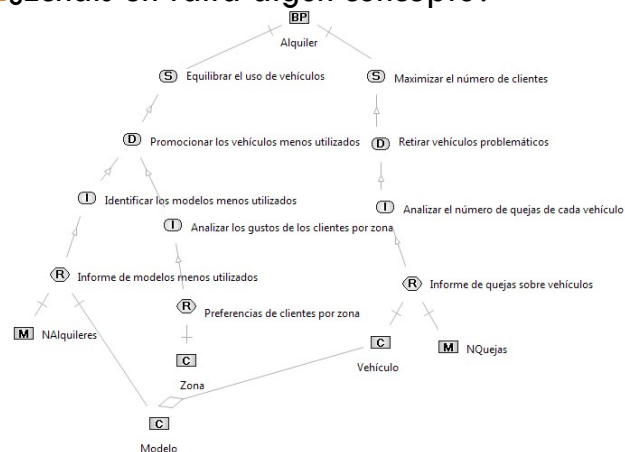 algún concepto?
BP
Alquiler
S Equilibrar el uso de vehículos
S Maximizar el número de clientes
D Promocionar los vehículos menos utilizados
D Retirar vehículos problemáticos
I Identificar los modelos menos utilizados
I Analizar el número de quejas de cada vehículo
I Analizar los gustos de los clientes por zona
R Informe de modelos menos utilizados
R Informe de quejas sobre vehículos
R Preferencias de clientes por zona
M NAlquileres
C
Vehículo
M NQuejas
C
Zona
C
Modelo